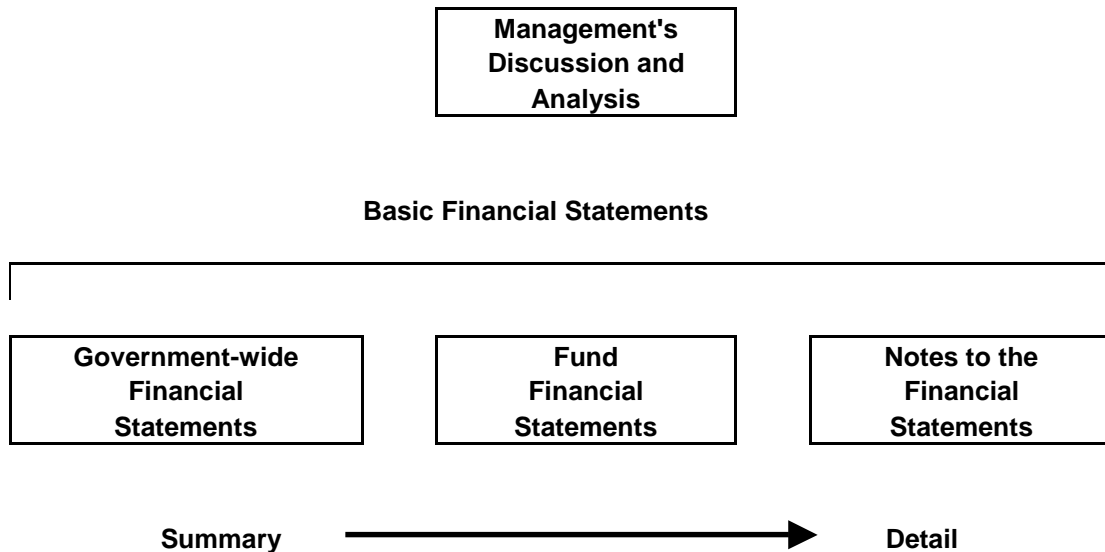 Management's
Discussion and
Analysis
Basic Financial Statements
Government-wide
Financial
Statements
Fund
Financial
Statements
Notes to the
Financial
Statements
Summary
Detail